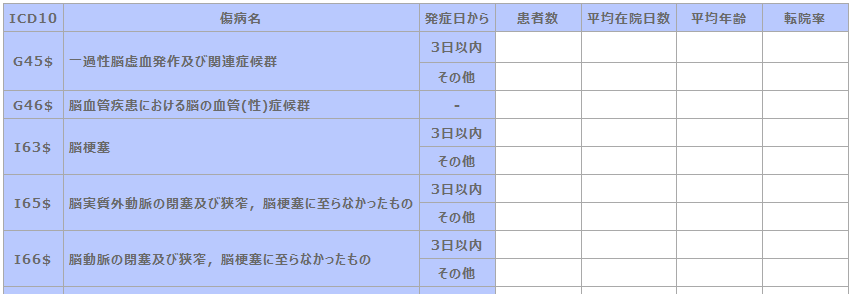 ICD10 傷病名 発症日から 患者数 平均在院日数 平均年齢 転院率
G45$ 一過性脳虚血発作及び関連症候群 3日以内
その他
G46$ 脳血管疾患における脳の血管(性)症候群 -
I63$ 脳梗塞 3日以内
その他
I65$ 脳実質外動脈の閉塞及び狭窄，脳梗塞に至らなかったもの 3日以内
その他
I66$ 脳動脈の閉塞及び狭窄，脳梗塞に至らなかったもの 3日以内
その他